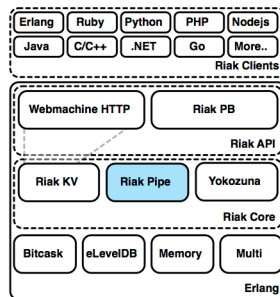 Erlang Ruby Python PHP Nodejs
Java C/C++ .NET Go More..
Riak Clients
Webmachine HTTP Riak PB
Riak API
Riak KV Riak Pipe Yokozuna
Riak Core
Bitcask eLevelDB Memory Multi
Erlang